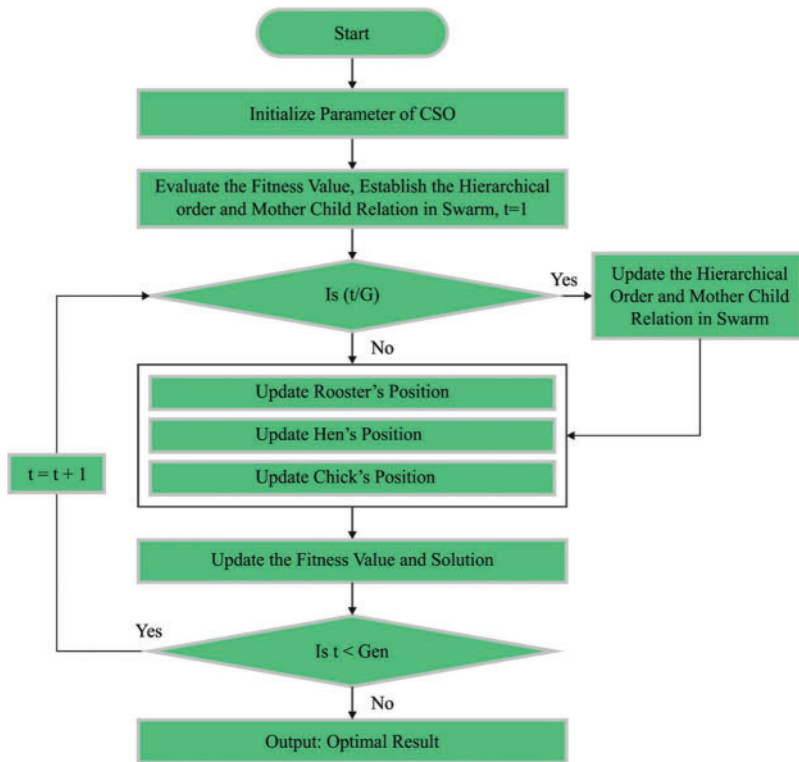 Start
Initialize Parameter of CSO
Evaluate the Fitness Value, Establish the Hierarchical
order and Mother Child Relation in Swarm, t=1
Is (t/G)
Yes
Update the Hierarchical
Order and Mother Child
Relation in Swarm
No
Update Rooster's Position
Update Hen's Position
Update Chick's Position
t = t + 1
Update the Fitness Value and Solution
Yes
Is t < Gen
No
Output: Optimal Result